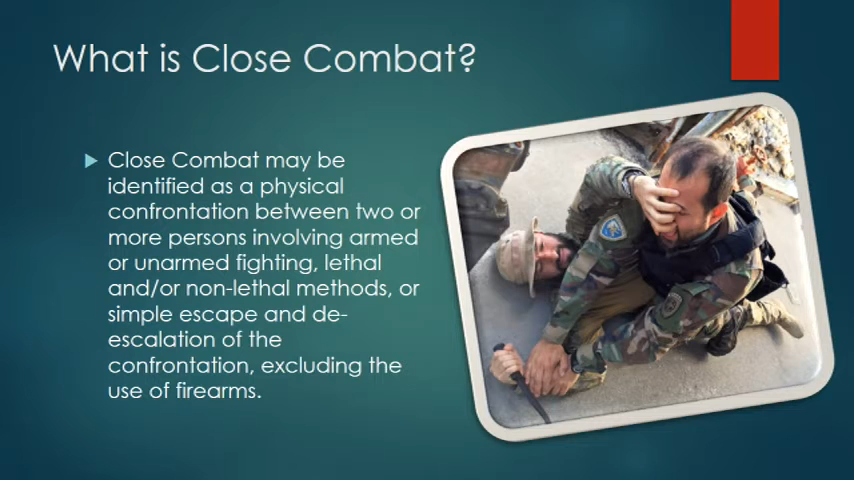 What is Close Combat?
Close Combat may be
identified as a physical
confrontation between two or
more persons involving armed
or unarmed fighting, lethal
and/or non-lethal methods, or
simple escape and de-
escalation of the
confrontation, excluding the
use of firearms.